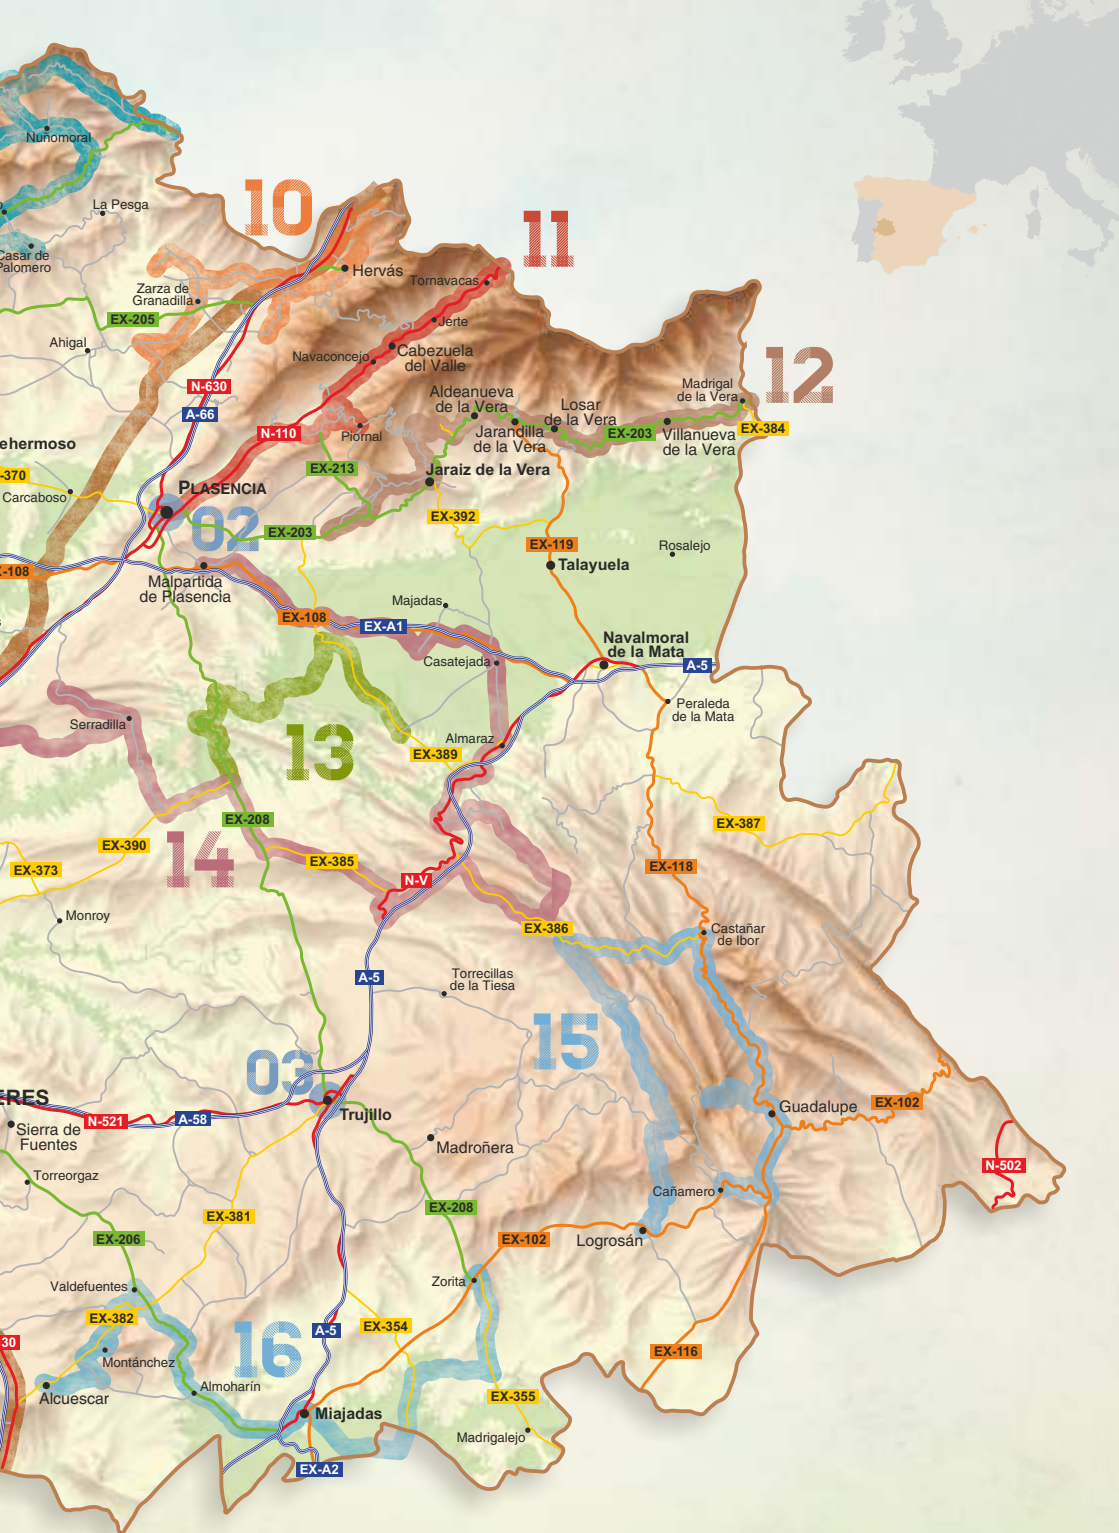 Nuñomoral
La Pesga
10
11
Casar de
Palomero
Hervás
Tornavacas
Zarza de
Granadilla
EX-205
Jerte
Ahigal
Navaconcejo
Cabezuela
del Valle
12
N-630
Madrigal
de la Vera
Aldeanueva
de la Vera
Losar
de la Vera
A-66
EX-384
N-110
Piornal
Jarandilla
de la Vera
EX-203
Villanueva
de la Vera
ehermoso
EX-213
Jaraiz de la Vera
-370
Carcaboso
PLASENCIA
02
EX-392
EX-203
EX-119
Rosalejo
-108
Talayuela
Malpartida
de Plasencia
Majadas
EX-108
EX-A1
Navalmoral
de la Mata
Casatejada
A-5
Peraleda
de la Mata
Serradilla
13
Almaraz
EX-389
EX-208
EX-387
14
EX-390
EX-385
EX-373
EX-118
N-V
Monroy
EX-386
Castañar
de Ibor
A-5
Torrecillas
de la Tiesa
15
03
ERES
Guadalupe
EX-102
N-521
A-58
Trujillo
Sierra de
Fuentes
Madroñera
N-502
Torreorgaz
Cañamero
EX-381
EX-208
EX-206
EX-102
Logrosán
Valdefuentes
Zorita
EX-382
16
A-5
EX-354
30
Montánchez
EX-116
Almoharín
Alcuescar
EX-355
Miajadas
Madrigalejo
EX-A2